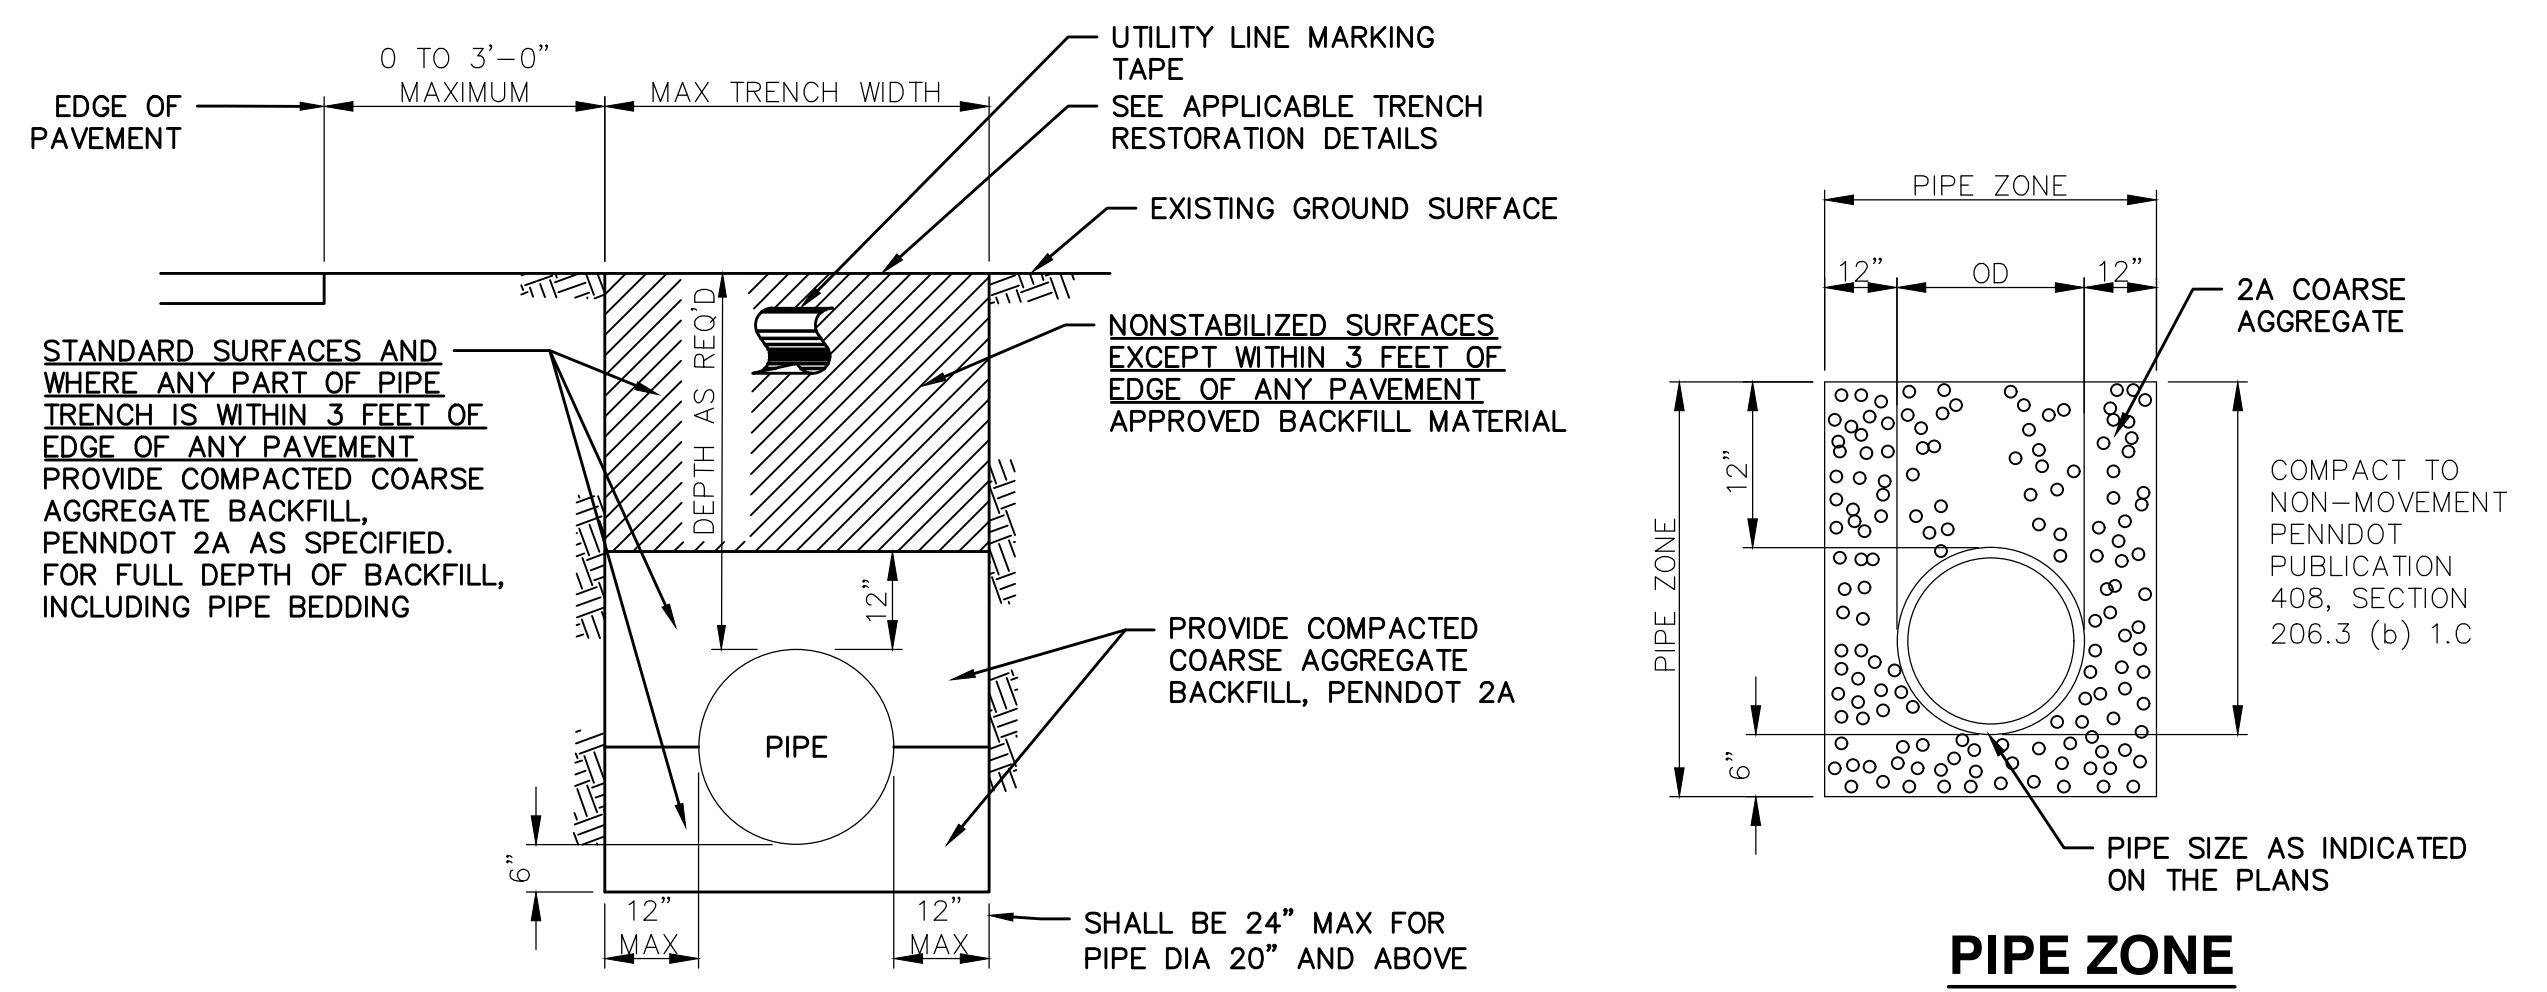 0 TO 3'-0"
MAXIMUM
MAX TRENCH WIDTH
EDGE OF
PAVEMENT
UTILITY LINE MARKING
TAPE
SEE APPLICABLE TRENCH
RESTORATION DETAILS
EXISTING GROUND SURFACE
STANDARD SURFACES AND
WHERE ANY PART OF PIPE
TRENCH IS WITHIN 3 FEET OF
EDGE OF ANY PAVEMENT
PROVIDE COMPACTED COARSE
AGGREGATE BACKFILL,
PENNDOT 2A AS SPECIFIED.
FOR FULL DEPTH OF BACKFILL,
INCLUDING PIPE BEDDING
DEPTH AS REQ'D
NONSTABILIZED SURFACES
EXCEPT WITHIN 3 FEET OF
EDGE OF ANY PAVEMENT
APPROVED BACKFILL MATERIAL
12"
PROVIDE COMPACTED
COARSE AGGREGATE
BACKFILL, PENNDOT 2A
PIPE
6"
12"
MAX
12"
MAX
SHALL BE 24" MAX FOR
PIPE DIA 20" AND ABOVE
PIPE ZONE
12"
OD
12"
2A COARSE
AGGREGATE
12"
PIPE ZONE
6"
COMPACT TO
NON-MOVEMENT
PENNDOT
PUBLICATION
408, SECTION
206.3 (b) 1.C
PIPE SIZE AS INDICATED
ON THE PLANS
PIPE ZONE